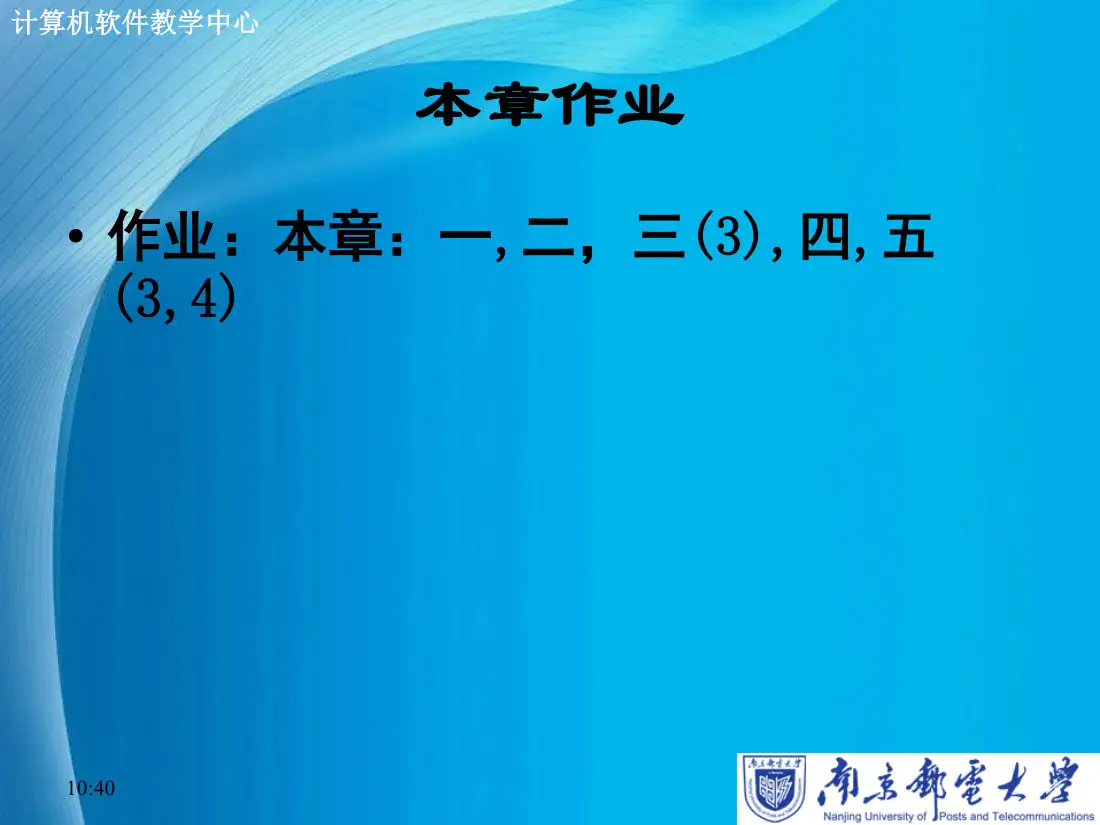 计算机软件教学中心
本章作业
• 作业：本章：一,二，三(3),四,五
(3,4)
10:40
南京邮电大学
Nanjing University of Posts and Telecommunications